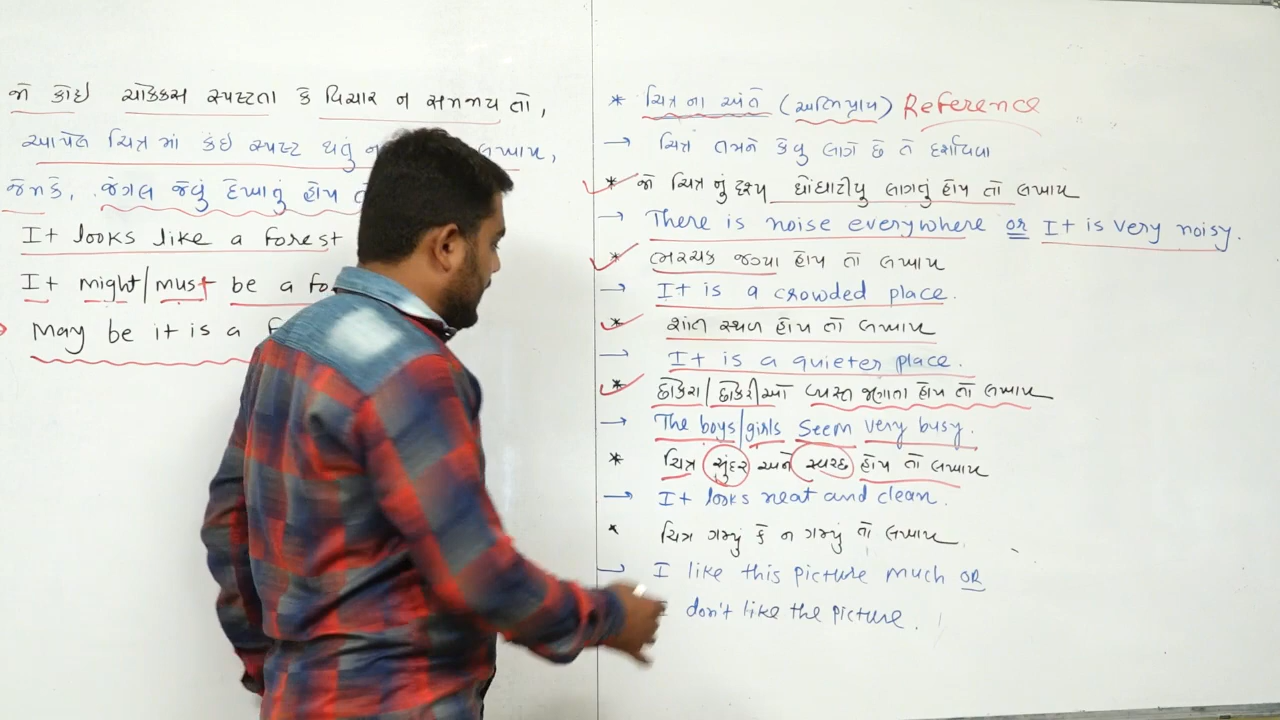 જો કોઇ ચોક્કસ સ્પષ્ટતા કે વિચાર ન સમજાય તો,
આપેલ ચિત્ર માં કંઇ સ્પષ્ટ થતું લખાય,
જેમકે, જંગલ જેવું દેખાતું હોય
It looks like a forest
It might/must be a
May be it is a
* ચિત્ર ના અંતે (અભિપ્રાય) Reference
→ ચિત્ર તમને કેવુ લાગે છે તે દર્શાવવા
* જો ચિત્ર નું દૃશ્ય ઘોંઘાટીયુ લાગતું હોય તો લખાય
→ There is noise everywhere or It is very noisy.
* ભરચક જગ્યા હોય તો લખાય
→ It is a crowded place.
* શાંત સ્થળ હોય તો લખાય
→ It is a quieter place.
* છોકરા/છોકરીઓ વ્યસ્ત જણાતા હોય તો લખાય
→ The boys/girls seem very busy.
* ચિત્ર સુંદર અને સ્વચ્છ હોય તો લખાય
→ It looks neat and clean.
* ચિત્ર ગમ્યું કે ન ગમ્યું તો લખાય
→ I like this picture much OR
don't like the picture.